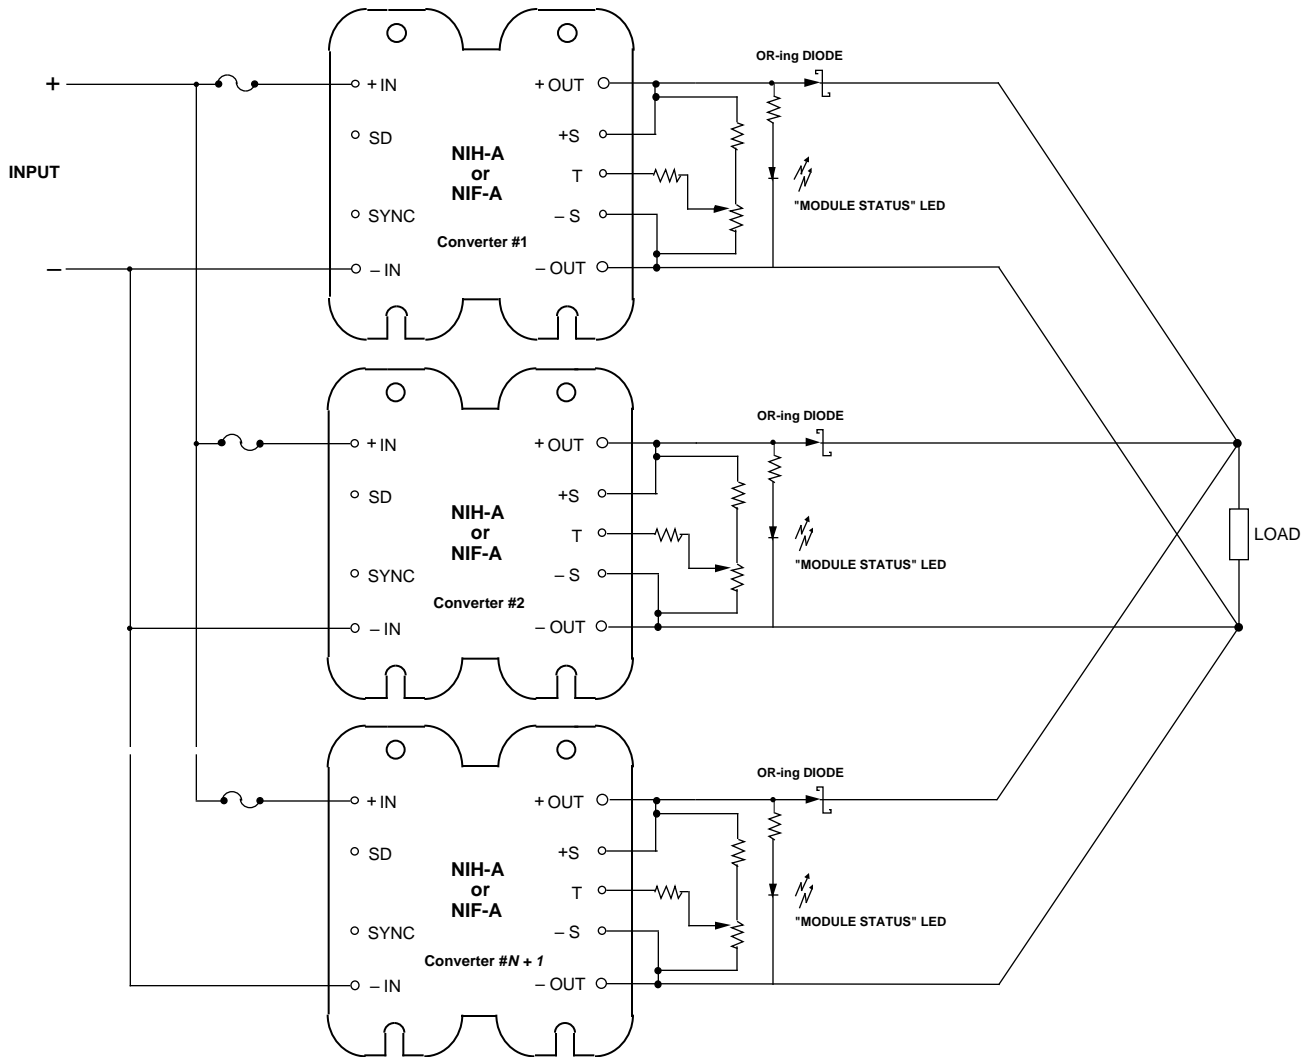 OR-ing DIODE
+
+ IN
+ OUT
SD
+S
INPUT
NIH-A
or
NIF-A
T
"MODULE STATUS" LED
SYNC
– S
Converter #1
–
– IN
– OUT
OR-ing DIODE
+ IN
+ OUT
SD
+S
NIH-A
or
NIF-A
T
LOAD
"MODULE STATUS" LED
SYNC
– S
Converter #2
– IN
– OUT
OR-ing DIODE
+ IN
+ OUT
SD
+S
NIH-A
or
NIF-A
T
"MODULE STATUS" LED
SYNC
– S
Converter #N + 1
– IN
– OUT